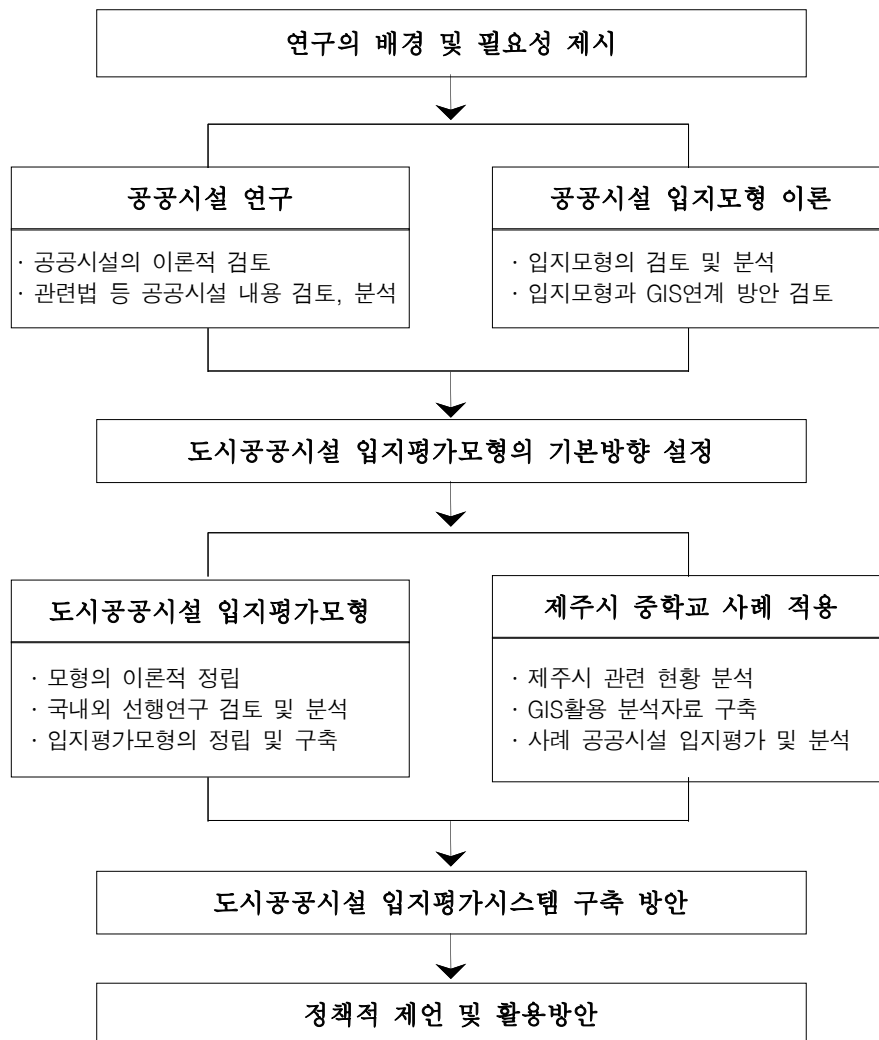 연구의 배경 및 필요성 제시
공공시설 연구
· 공공시설의 이론적 검토
· 관련법 등 공공시설 내용 검토, 분석
공공시설 입지모형 이론
· 입지모형의 검토 및 분석
· 입지모형과 GIS연계 방안 검토
도시공공시설 입지평가모형의 기본방향 설정
도시공공시설 입지평가모형
· 모형의 이론적 정립
· 국내외 선행연구 검토 및 분석
· 입지평가모형의 정립 및 구축
제주시 중학교 사례 적용
· 제주시 관련 현황 분석
· GIS활용 분석자료 구축
· 사례 공공시설 입지평가 및 분석
도시공공시설 입지평가시스템 구축 방안
정책적 제언 및 활용방안